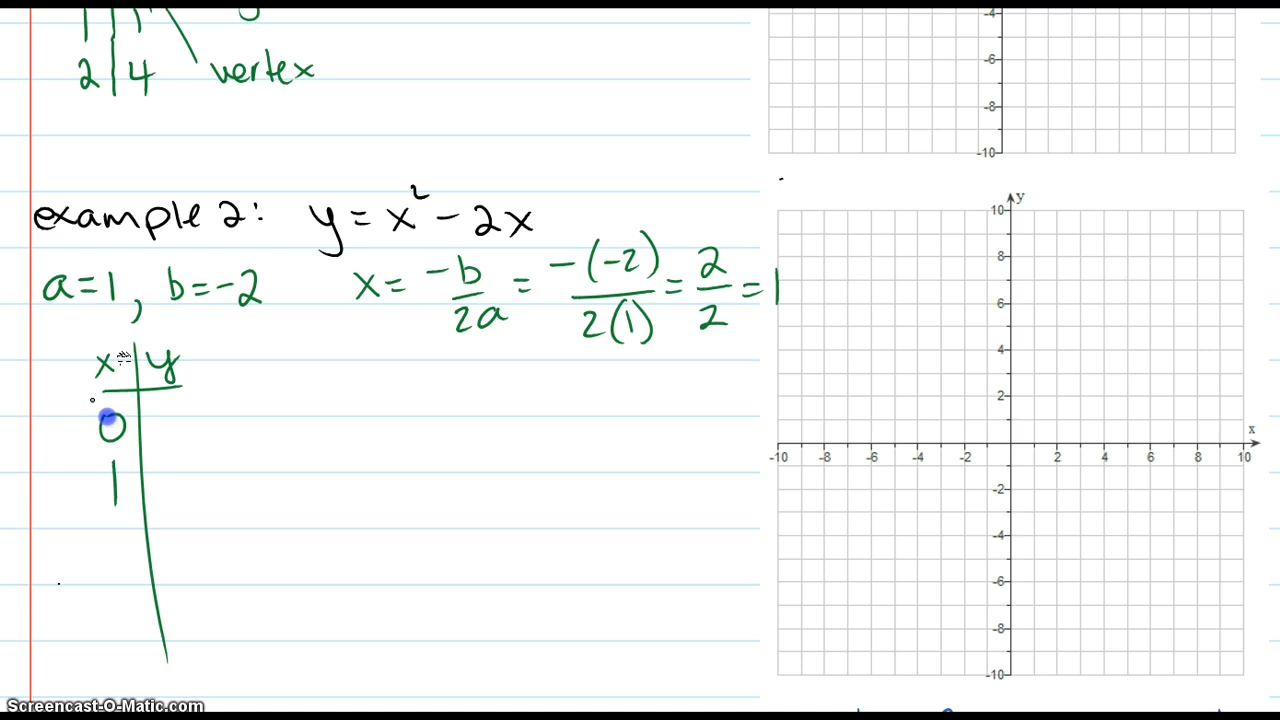 1 | 1
2 | 4 vertex
-4
-6
-8
-10
example 2: y = x² - 2x
a=1, b=-2 x = -b/2a = -(-2)/2(1) = 2/2 = 1
x | y
0
1
y
10
8
6
4
2
x
-10 -8 -6 -4 -2 2 4 6 8 10
-2
-4
-6
-8
-10
Screencast-O-Matic.com